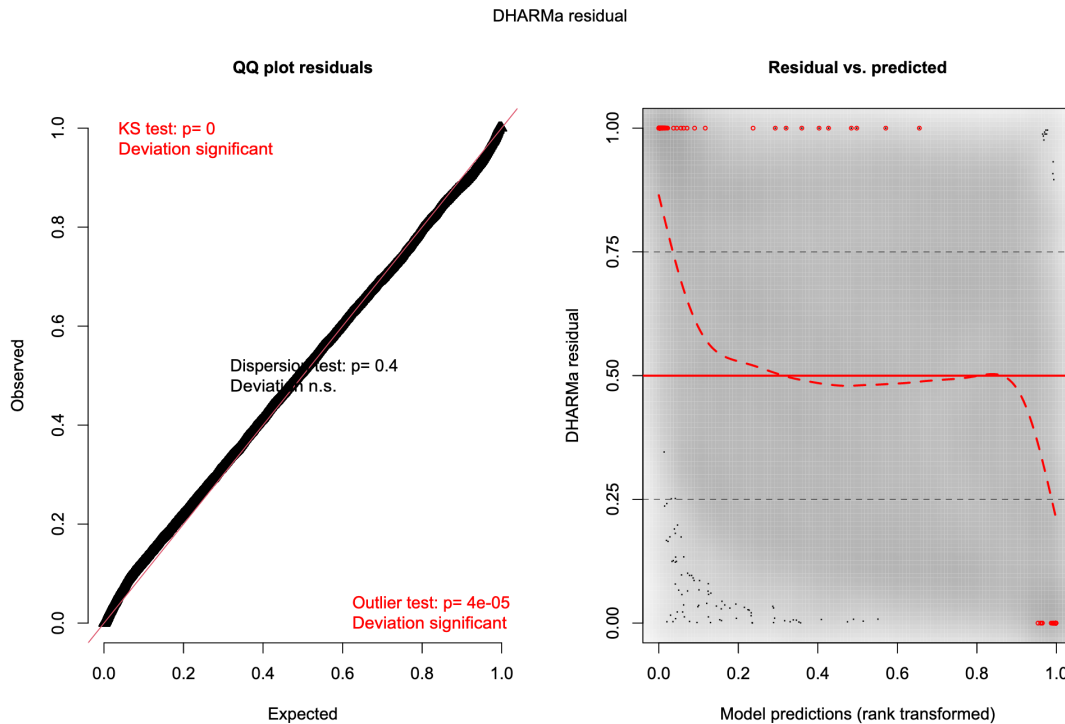 DHARMa residual
QQ plot residuals
KS test: p= 0
Deviation significant
Dispersion test: p= 0.4
Deviation n.s.
Outlier test: p= 4e-05
Deviation significant
Observed
0.0
0.2
0.4
0.6
0.8
1.0
0.0
0.2
0.4
0.6
0.8
1.0
Expected
Residual vs. predicted
DHARMa residual
0.00
0.25
0.50
0.75
1.00
0.0
0.2
0.4
0.6
0.8
1.0
Model predictions (rank transformed)